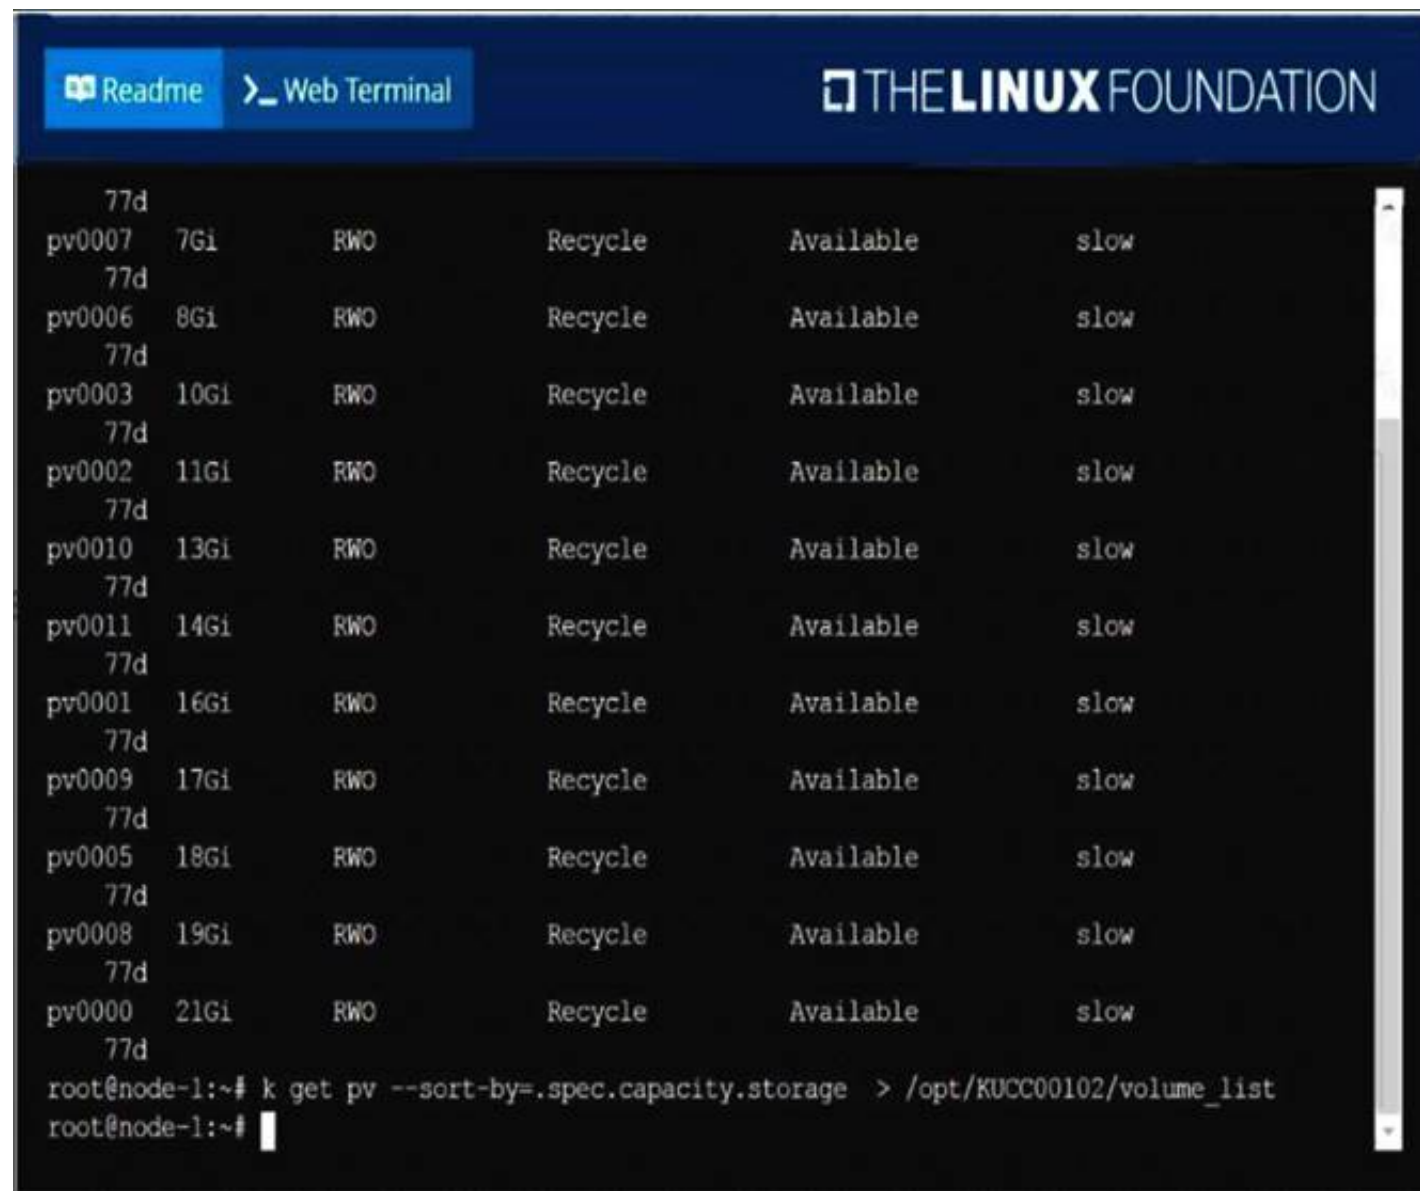 Readme >_ Web Terminal THE LINUX FOUNDATION
77d
pv0007 7Gi RWO Recycle Available slow
77d
pv0006 8Gi RWO Recycle Available slow
77d
pv0003 10Gi RWO Recycle Available slow
77d
pv0002 11Gi RWO Recycle Available slow
77d
pv0010 13Gi RWO Recycle Available slow
77d
pv0011 14Gi RWO Recycle Available slow
77d
pv0001 16Gi RWO Recycle Available slow
77d
pv0009 17Gi RWO Recycle Available slow
77d
pv0005 18Gi RWO Recycle Available slow
77d
pv0008 19Gi RWO Recycle Available slow
77d
pv0000 21Gi RWO Recycle Available slow
77d
root@node-1:~# k get pv --sort-by=.spec.capacity.storage > /opt/KUCC00102/volume_list
root@node-1:~#